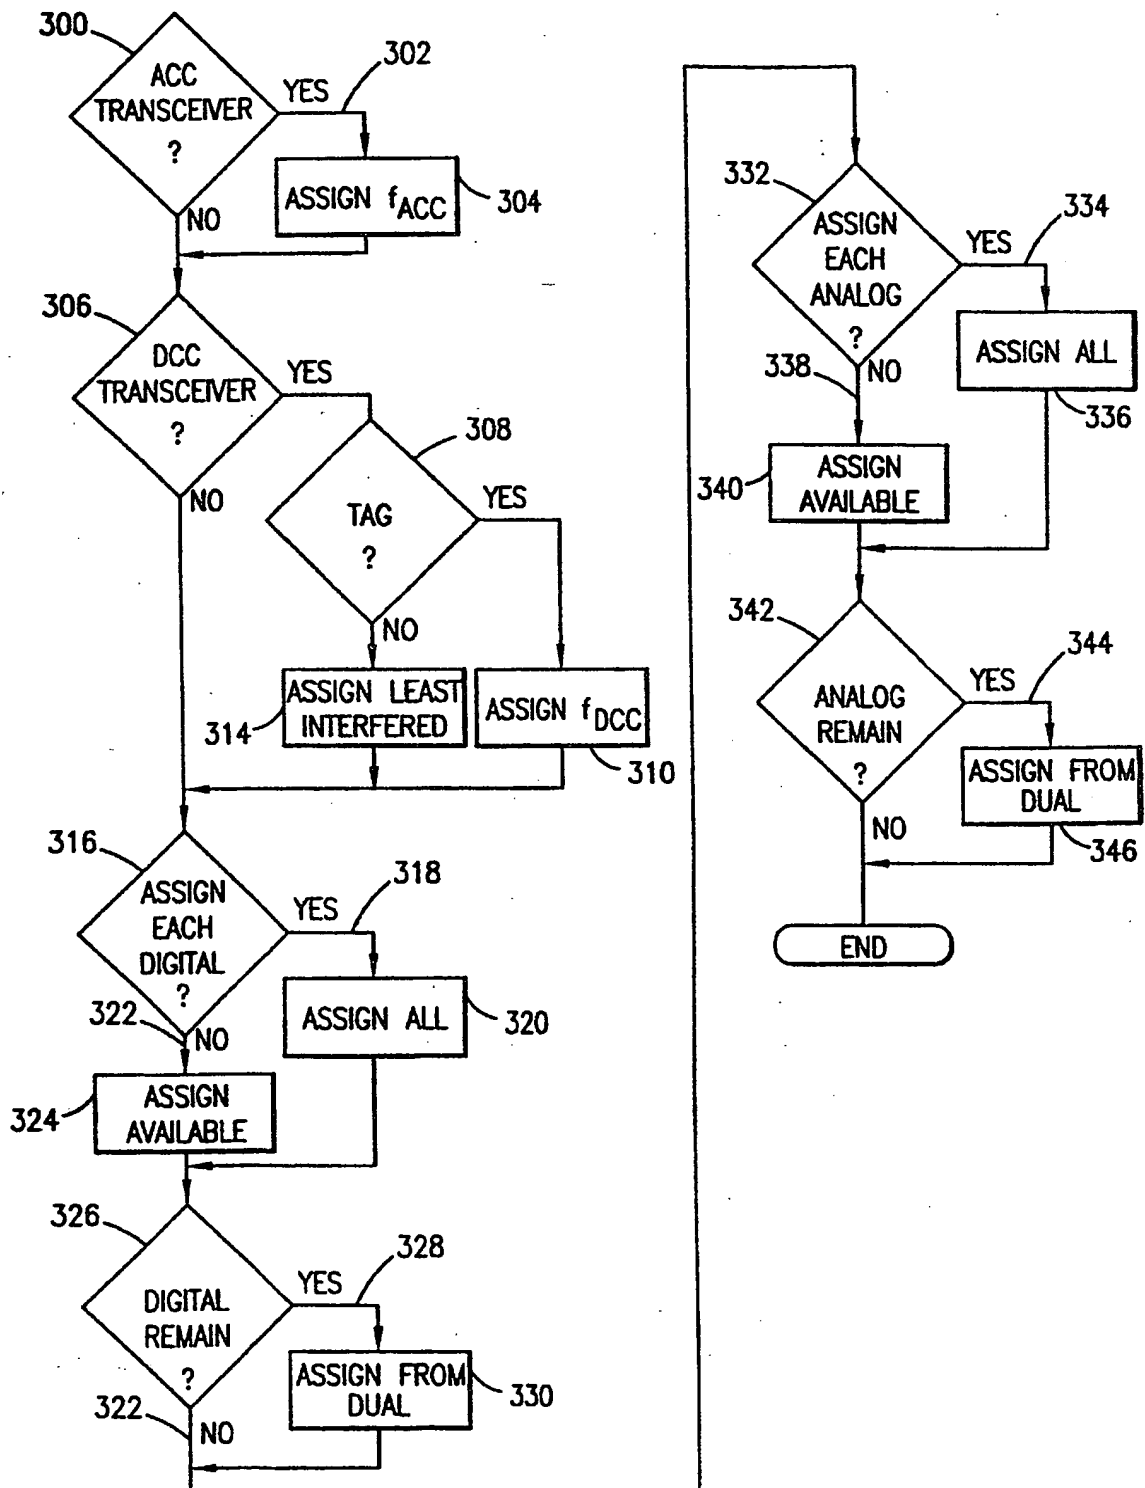 300
ACC
TRANSCEIVER
?
YES
302
ASSIGN fACC
304
NO
306
DCC
TRANSCEIVER
?
YES
308
TAG
?
YES
NO
NO
ASSIGN LEAST
INTERFERED
314
ASSIGN fDCC
310
316
ASSIGN
EACH
DIGITAL
?
YES
318
ASSIGN ALL
320
322
NO
324
ASSIGN
AVAILABLE
326
DIGITAL
REMAIN
?
YES
328
ASSIGN FROM
DUAL
330
322
NO
332
ASSIGN
EACH
ANALOG
?
YES
334
ASSIGN ALL
336
338
NO
340
ASSIGN
AVAILABLE
342
ANALOG
REMAIN
?
YES
344
ASSIGN FROM
DUAL
346
NO
END